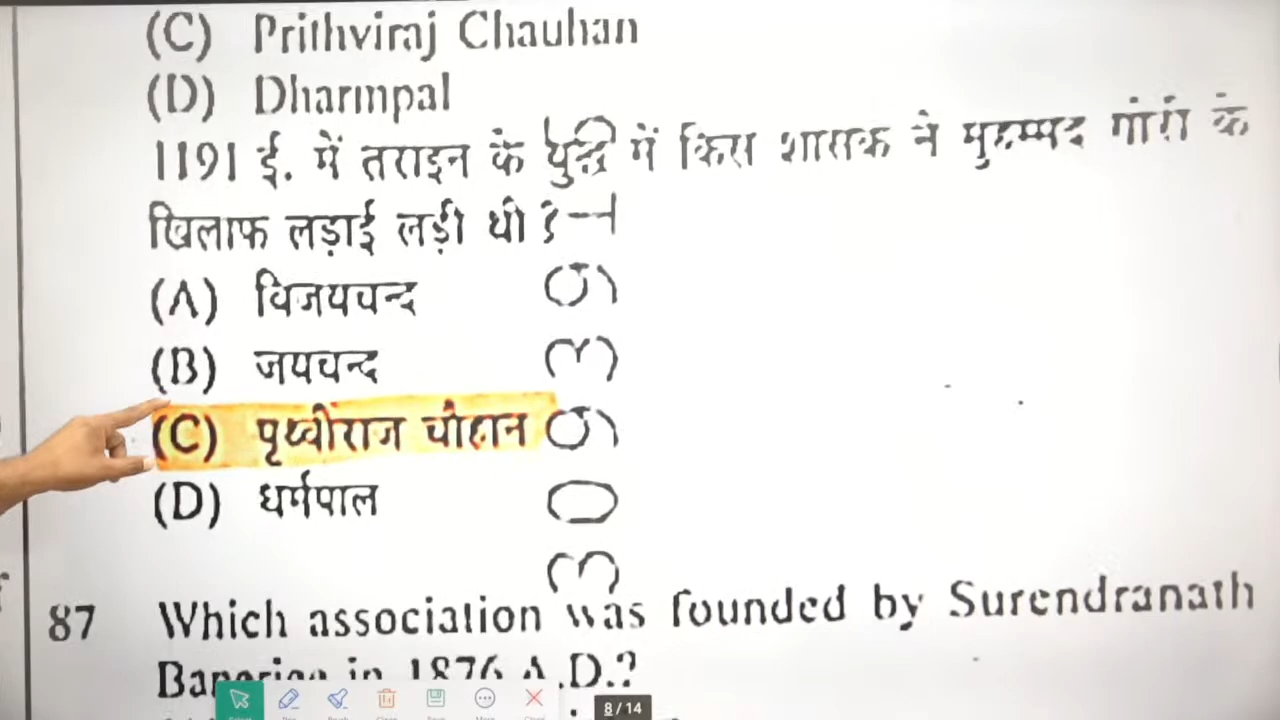 (C) Prithviraj Chauhan
(D) Dharmpal
1191 ई. में तराइन के युद्ध में किस शासक ने मुहम्मद गोरी के
खिलाफ लड़ाई लड़ी थी ?
(A) विजयचन्द
(B) जयचन्द
(C) पृथ्वीराज चौहान
(D) धर्मपाल
87 Which association was founded by Surendranath
Banerjee in 1876 A.D.?
8/14